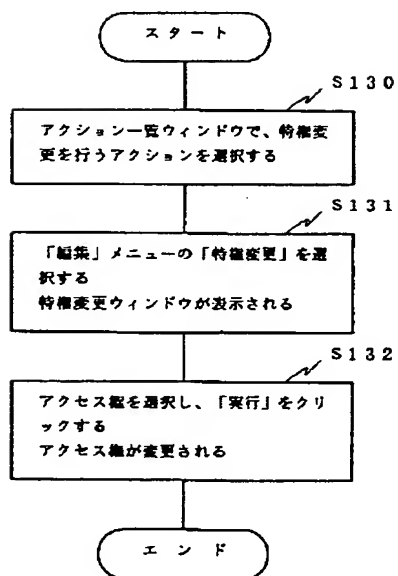 スタート
S130
アクション一覧ウィンドウで、特権変
更を行うアクションを選択する
S131
「編集」メニューの「特権変更」を選
択する
特権変更ウィンドウが表示される
S132
アクセス権を選択し、「実行」をクリ
ックする
アクセス権が変更される
エンド